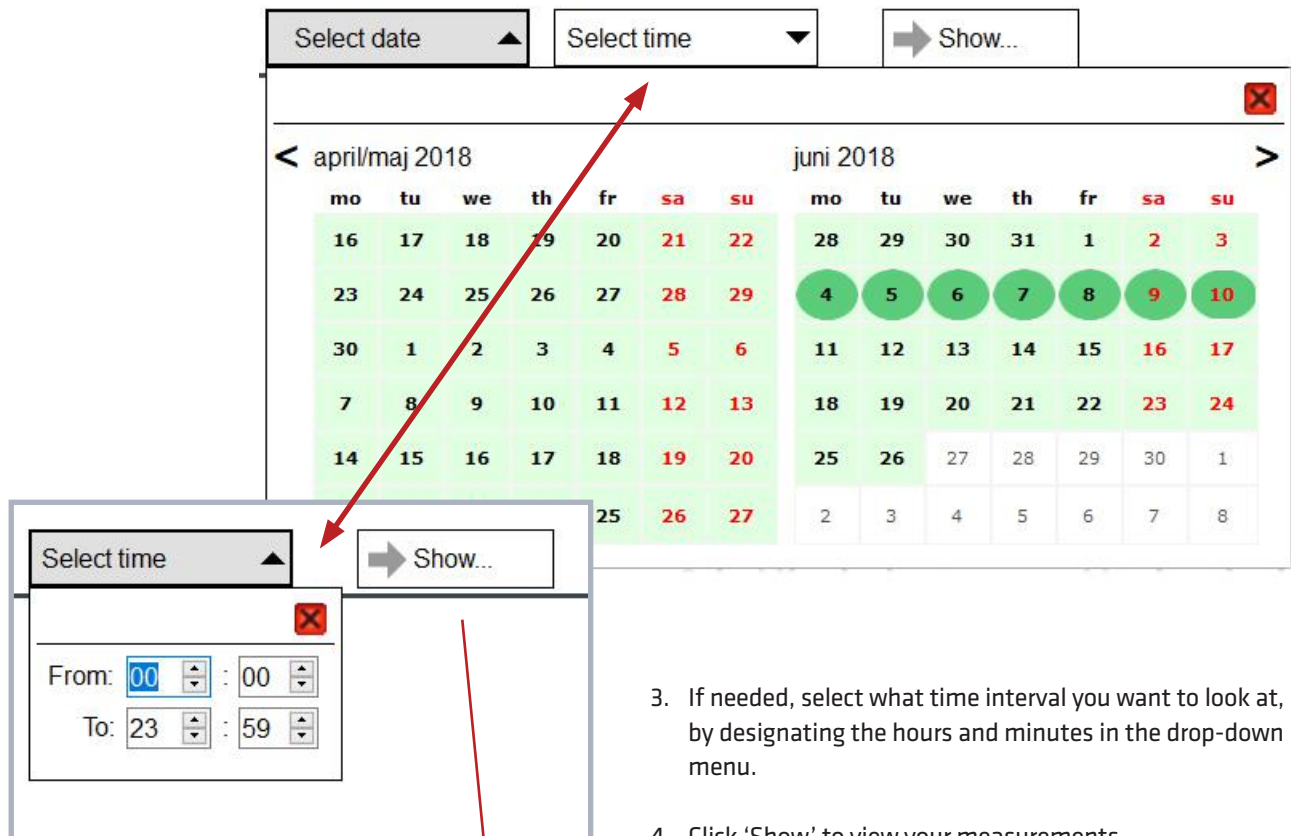 Select date Select time Show...
< april/maj 2018 juni 2018 >
mo tu we th fr sa su mo tu we th fr sa su
16 17 18 19 20 21 22 28 29 30 31 1 2 3
23 24 25 26 27 28 29 4 5 6 7 8 9 10
30 1 2 3 4 5 6 11 12 13 14 15 16 17
7 8 9 10 11 12 13 18 19 20 21 22 23 24
14 15 16 17 18 19 20 25 26 27 28 29 30 1
25 26 27 2 3 4 5 6 7 8
Select time Show...
From: 00 : 00
To: 23 : 59
3. If needed, select what time interval you want to look at,
by designating the hours and minutes in the drop-down
menu.
4. Click ‘Show’ to view your measurements